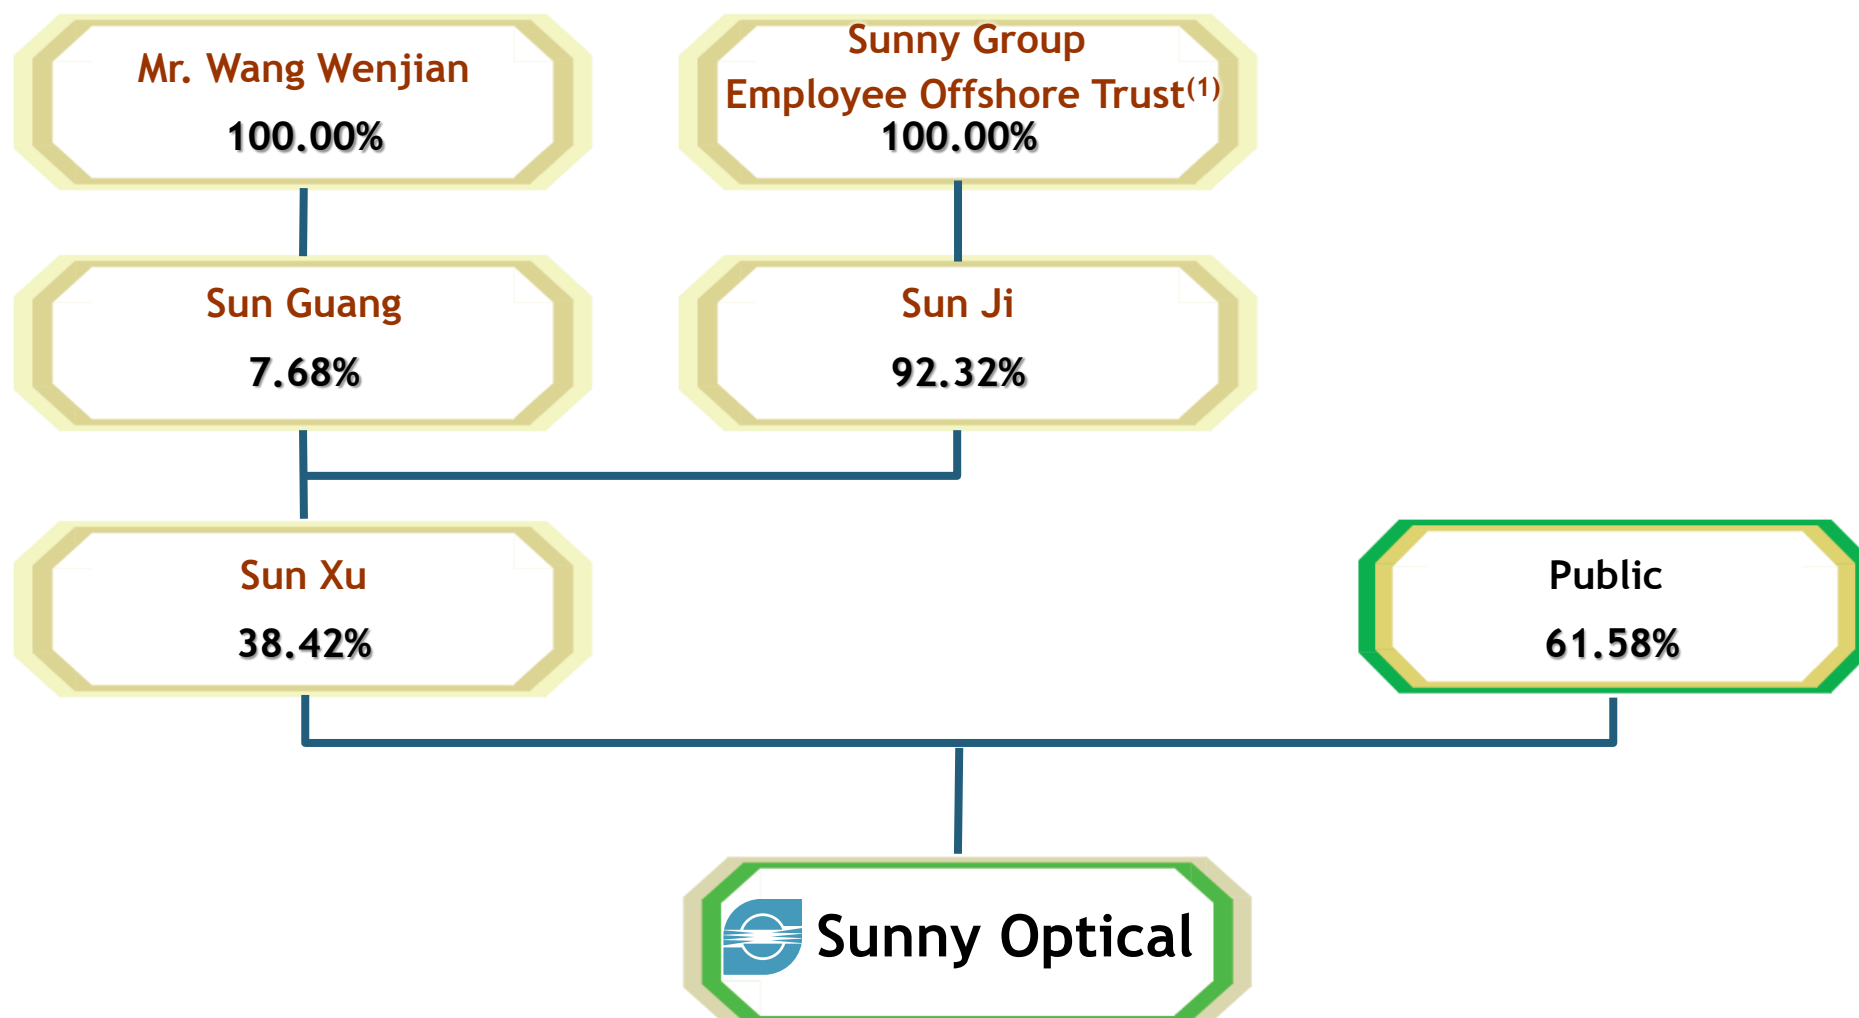 Mr. Wang Wenjian
100.00%
Sunny Group
Employee Offshore Trust(1)
100.00%
Sun Guang
7.68%
Sun Ji
92.32%
Sun Xu
38.42%
Public
61.58%
Sunny Optical